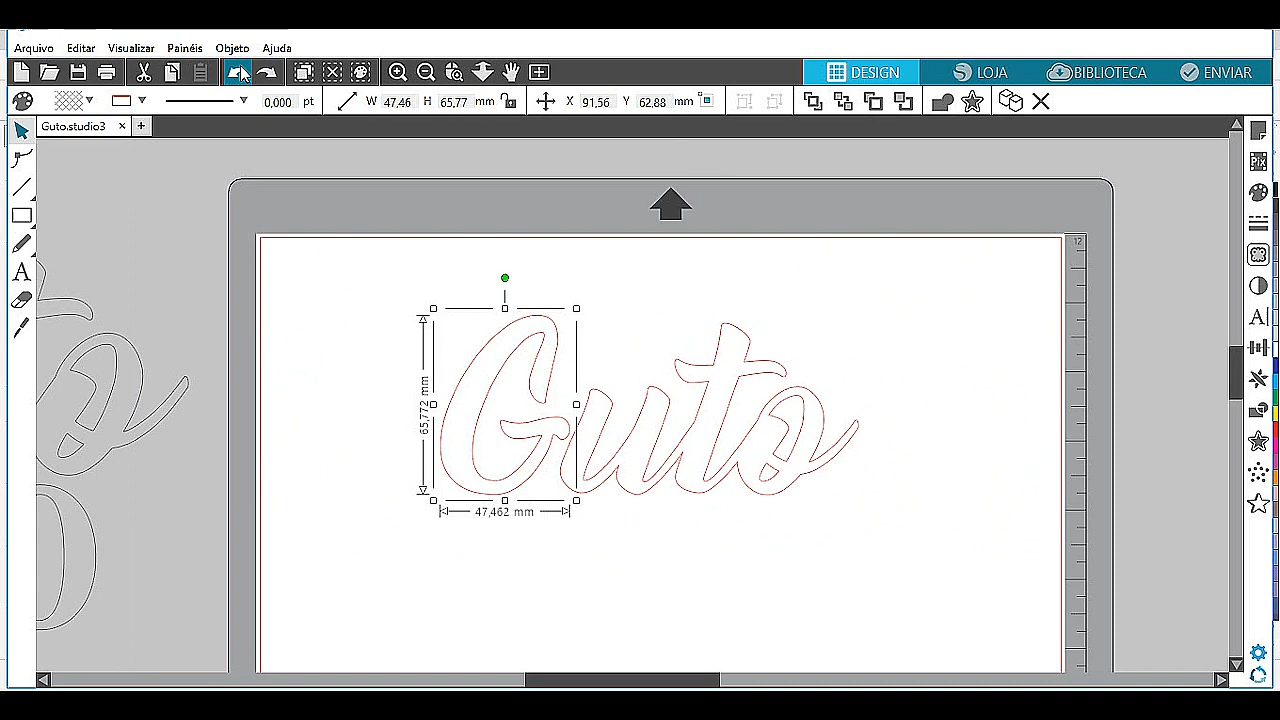 Arquivo Editar Visualizar Painéis Objeto Ajuda
DESIGN LOJA BIBLIOTECA ENVIAR
0,000 pt W 47,46 H 65,77 mm X 91,56 Y 62,88 mm
Guto.studio3
12
Guto
65,772 mm
47,462 mm